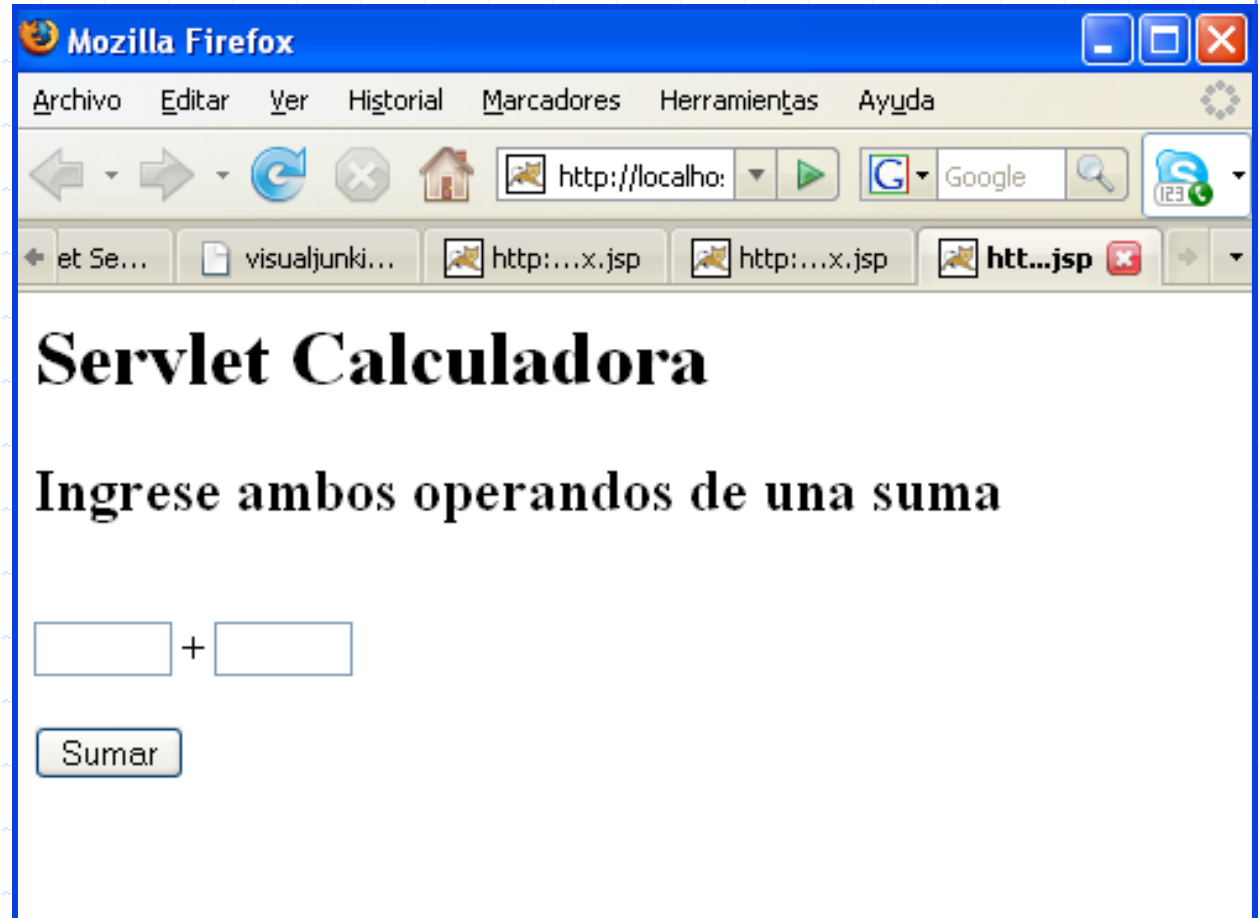 Mozilla Firefox
Archivo Editar Ver Historial Marcadores Herramientas Ayuda
http://localho: G Google 123
et Se... visualjunki... http:...x.jsp http:...x.jsp htt...jsp
Servlet Calculadora
Ingrese ambos operandos de una suma
+
Sumar